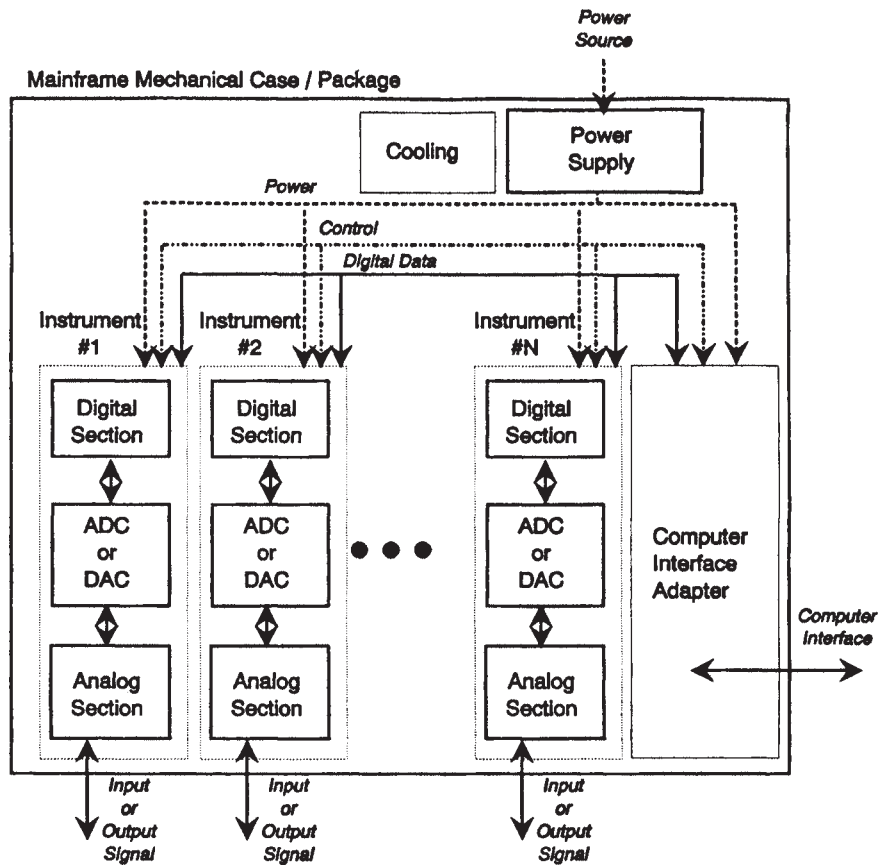 Power
Source
Mainframe Mechanical Case / Package
Cooling
Power
Supply
Power
Control
Digital Data
Instrument
#1
Instrument
#2
Instrument
#N
Digital
Section
ADC
or
DAC
Analog
Section
Input
or
Output
Signal
Digital
Section
ADC
or
DAC
Analog
Section
Input
or
Output
Signal
Digital
Section
ADC
or
DAC
Analog
Section
Input
or
Output
Signal
Computer
Interface
Adapter
Computer
Interface